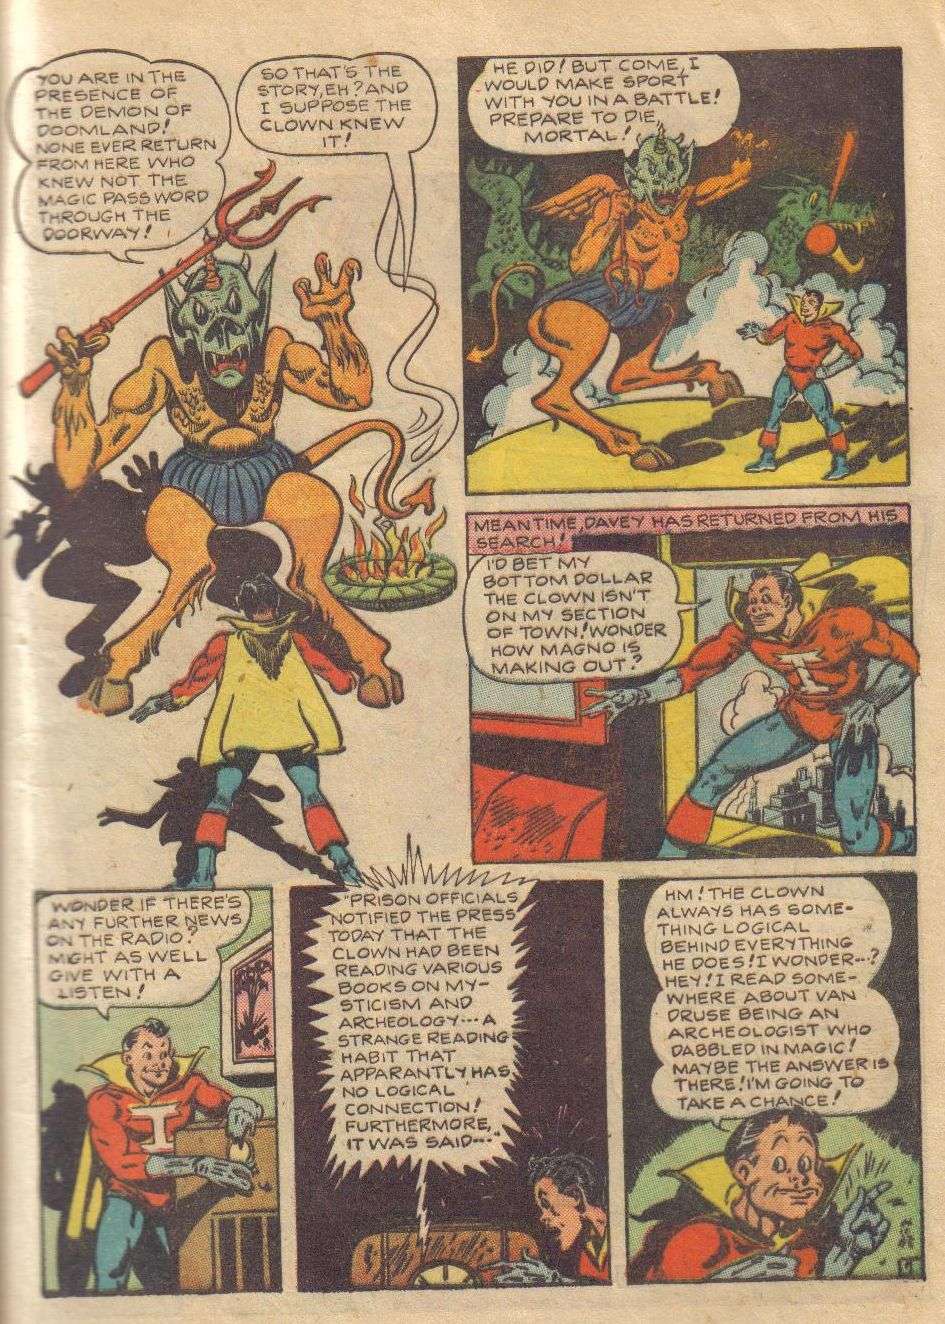 YOU ARE IN THE
PRESENCE OF
THE DEMON OF
DOOMLAND!
NONE EVER RETURN
FROM HERE WHO
KNEW NOT THE
MAGIC PASS WORD
THROUGH THE
DOORWAY!
SO THAT'S THE
STORY, EH? AND
I SUPPOSE THE
CLOWN KNEW
IT!
HE DID! BUT COME, I
WOULD MAKE SPORT
WITH YOU IN A BATTLE!
PREPARE TO DIE,
MORTAL!
MEANTIME, DAVEY HAS RETURNED FROM HIS
SEARCH!
I'D BET MY
BOTTOM DOLLAR
THE CLOWN ISN'T
ON MY SECTION
OF TOWN! WONDER
HOW MAGNO IS
MAKING OUT?
I
WONDER IF THERE'S
ANY FURTHER NEWS
ON THE RADIO?
MIGHT AS WELL
GIVE WITH A
LISTEN!
I
"PRISON OFFICIALS
NOTIFIED THE PRESS
TODAY THAT THE
CLOWN HAD BEEN
READING VARIOUS
BOOKS ON MY-
STICISM AND
ARCHEOLOGY--- A
STRANGE READING
HABIT THAT
APPARANTLY HAS
NO LOGICAL
CONNECTION!
FURTHERMORE,
IT WAS SAID---"
HM! THE CLOWN
ALWAYS HAS SOME-
THING LOGICAL
BEHIND EVERYTHING
HE DOES! I WONDER---?
HEY! I READ SOME-
WHERE ABOUT VAN
DRUSE BEING AN
ARCHEOLOGIST WHO
DABBLED IN MAGIC!
MAYBE THE ANSWER IS
THERE! I'M GOING TO
TAKE A CHANCE!